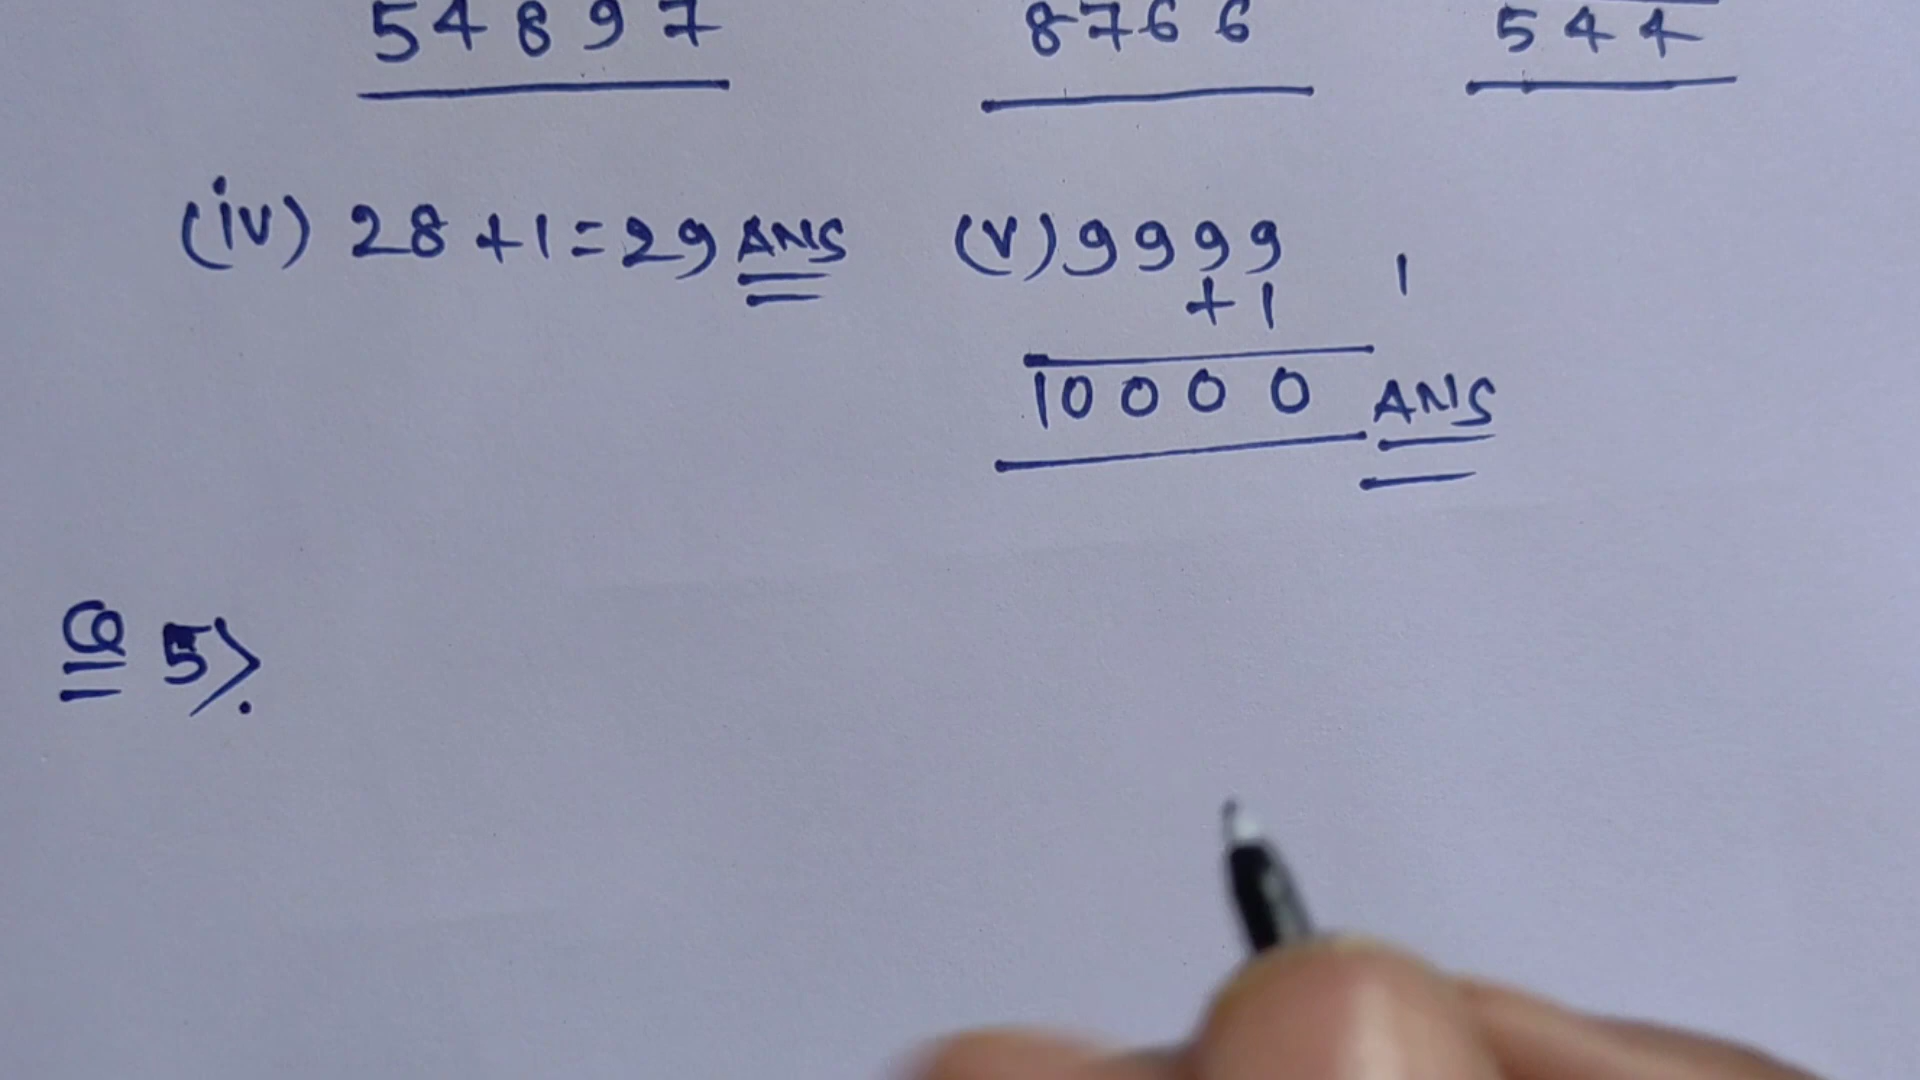 54897 8766 544
(iv) 28+1=29 ANS (v) 9999
+1 1
10000 ANS
Q 5).